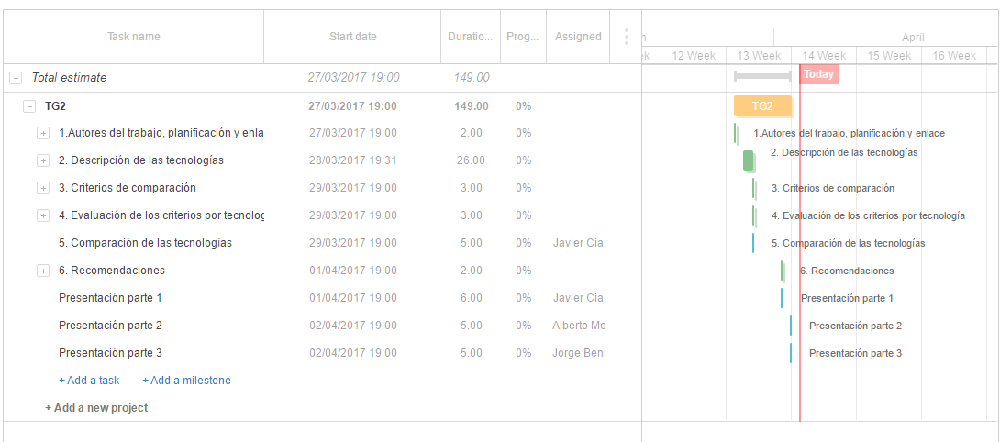 Task name Start date Duratio... Prog... Assigned
April
12 Week 13 Week 14 Week 15 Week 16 Week
Total estimate 27/03/2017 19:00 149.00 Today
TG2 27/03/2017 19:00 149.00 0% TG2
1.Autores del trabajo, planificación y enla 27/03/2017 19:00 2.00 0% 1.Autores del trabajo, planificación y enlace
2. Descripción de las tecnologías 28/03/2017 19:31 26.00 0% 2. Descripción de las tecnologías
3. Criterios de comparación 29/03/2017 19:00 3.00 0% 3. Criterios de comparación
4. Evaluación de los criterios por tecnolog 29/03/2017 19:00 3.00 0% 4. Evaluación de los criterios por tecnología
5. Comparación de las tecnologías 29/03/2017 19:00 5.00 0% Javier Cia 5. Comparación de las tecnologías
6. Recomendaciones 01/04/2017 19:00 2.00 0% 6. Recomendaciones
Presentación parte 1 01/04/2017 19:00 6.00 0% Javier Cia Presentación parte 1
Presentación parte 2 02/04/2017 19:00 5.00 0% Alberto Mo Presentación parte 2
Presentación parte 3 02/04/2017 19:00 5.00 0% Jorge Ben Presentación parte 3
+ Add a task + Add a milestone
+ Add a new project